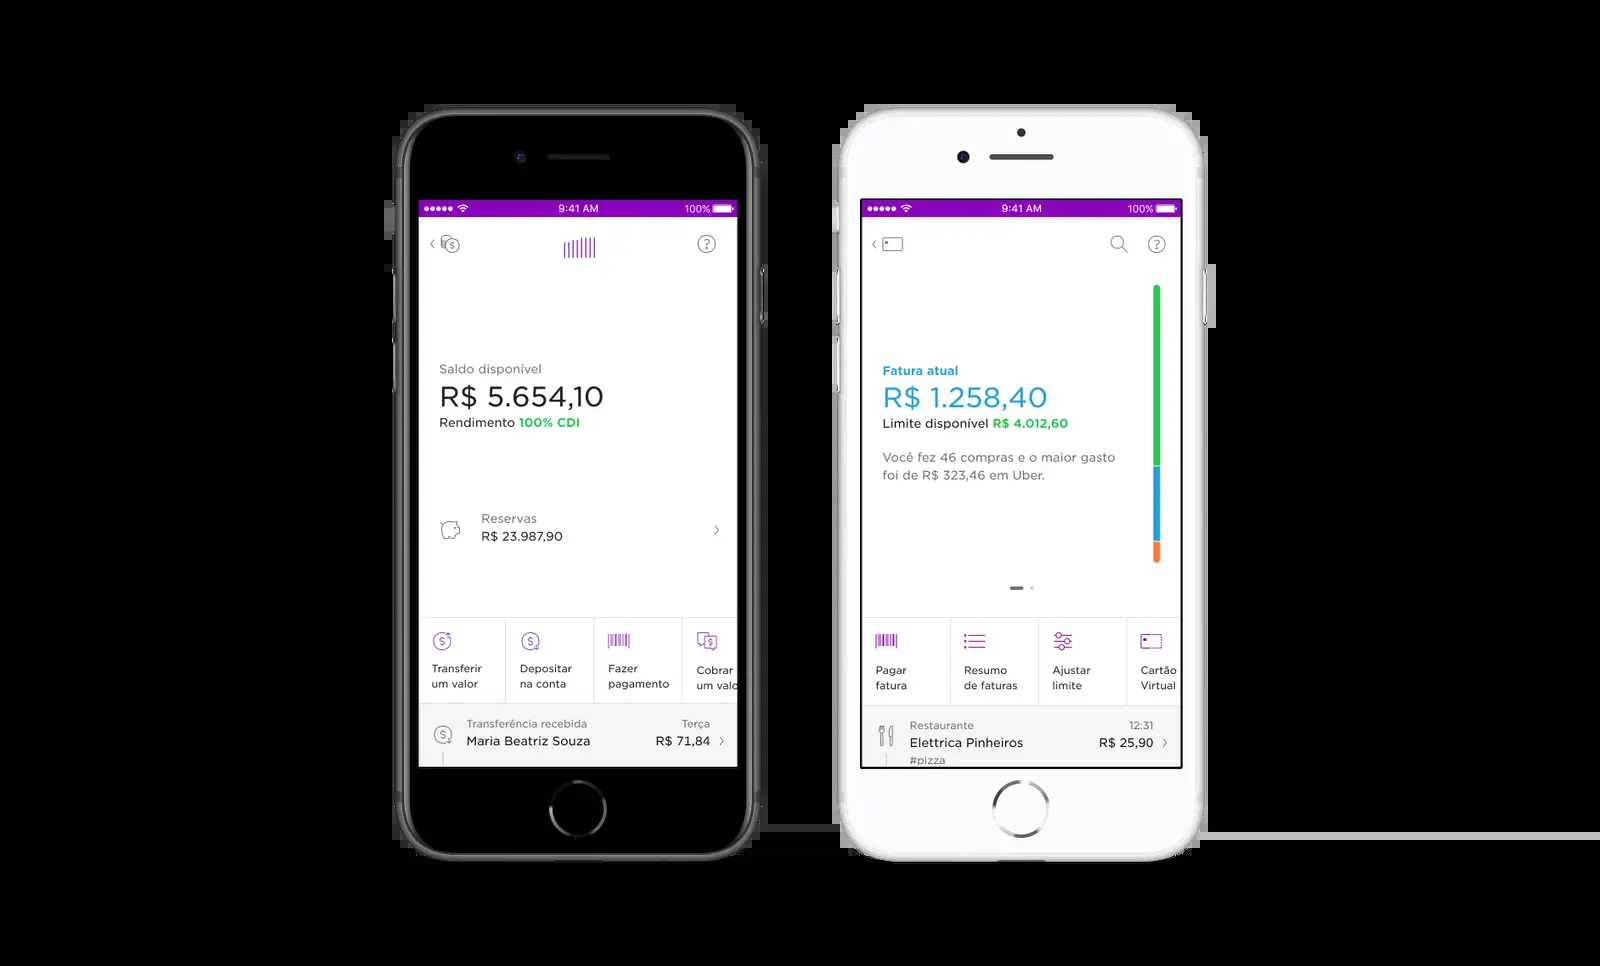 9:41 AM
100%
Saldo disponível
R$ 5.654,10
Rendimento 100% CDI
Reservas
R$ 23.987,90
Transferir
um valor
Depositar
na conta
Fazer
pagamento
Cobrar
um valo
Transferência recebida
Terça
Maria Beatriz Souza
R$ 71,84
9:41 AM
100%
Fatura atual
R$ 1.258,40
Limite disponível R$ 4.012,60
Você fez 46 compras e o maior gasto
foi de R$ 323,46 em Uber.
Pagar
fatura
Resumo
de faturas
Ajustar
limite
Cartão
Virtual
Restaurante
12:31
Elettrica Pinheiros
R$ 25,90
#pizza